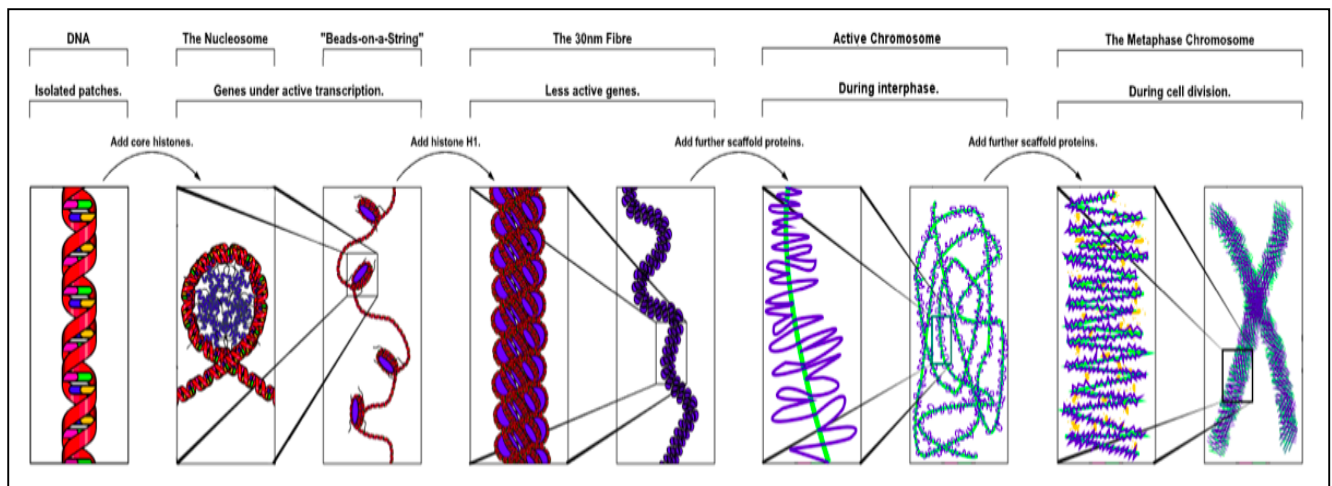 DNA
The Nucleosome
"Beads-on-a-String"
The 30nm Fibre
Active Chromosome
The Metaphase Chromosome
Isolated patches.
Genes under active transcription.
Less active genes.
During interphase.
During cell division.
Add core histones.
Add histone H1.
Add further scaffold proteins.
Add further scaffold proteins.